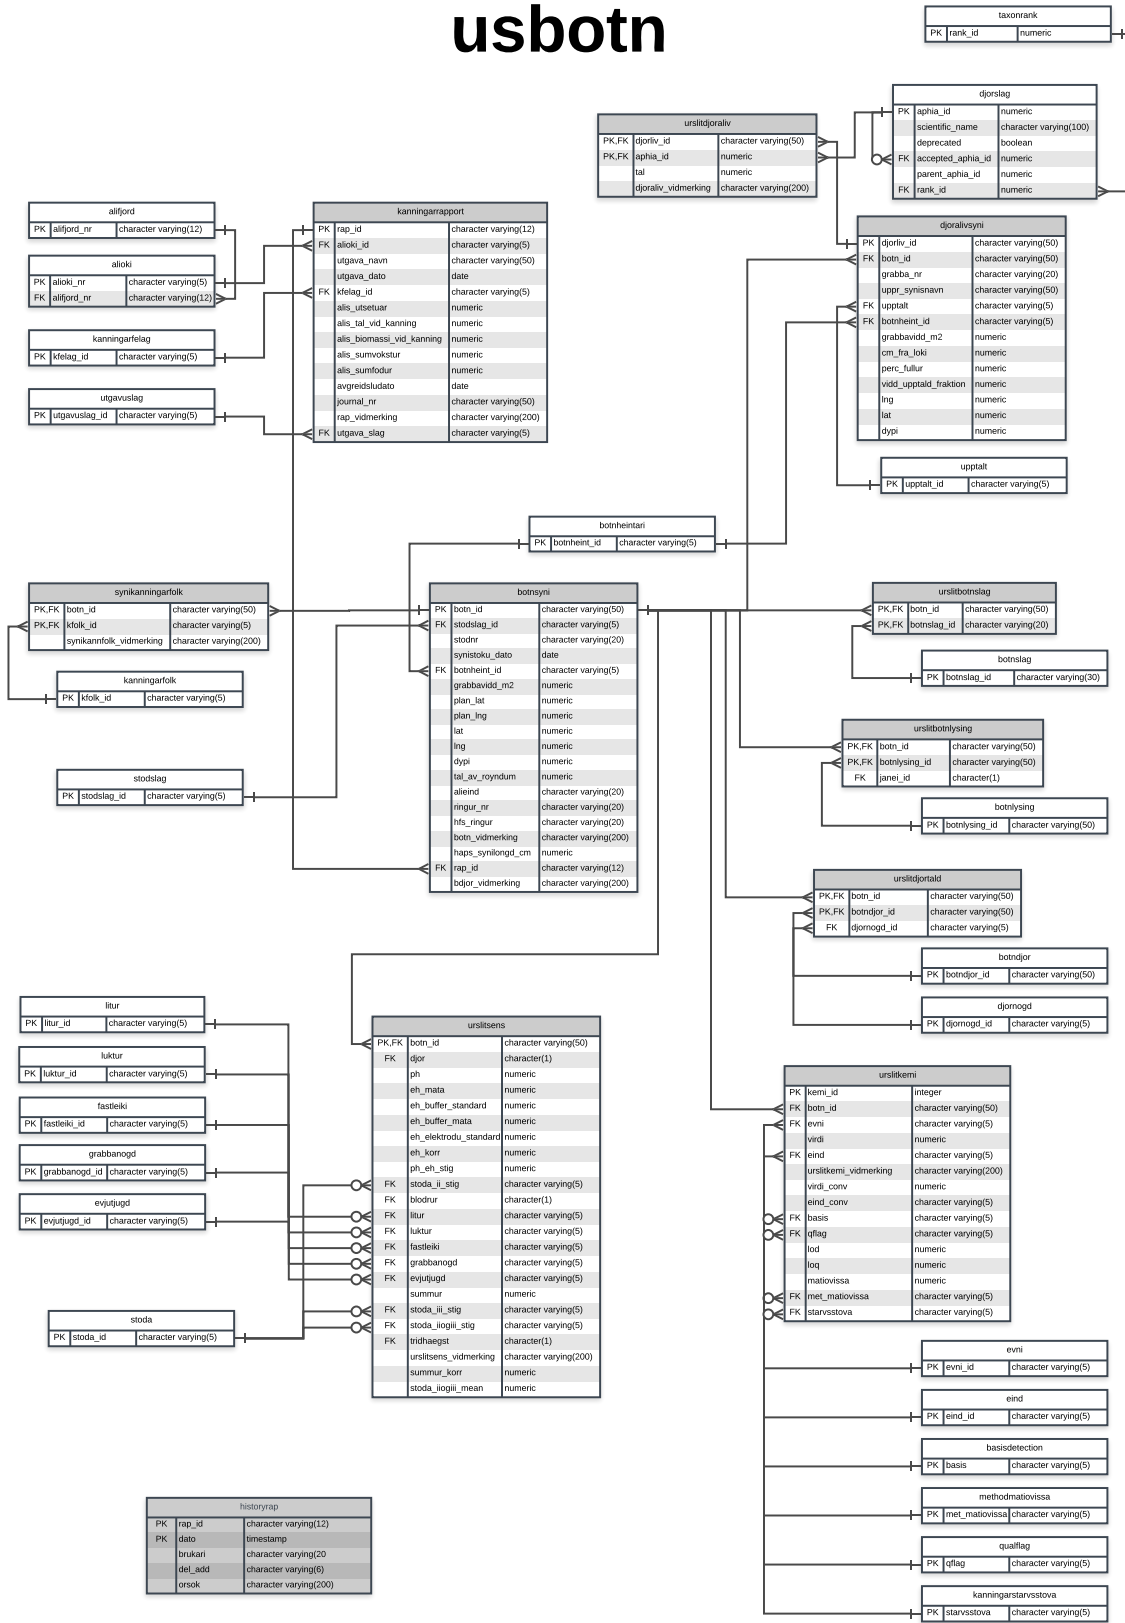 usbotn
taxonrank
PK rank_id numeric
djorslag
PK aphia_id numeric
scientific_name character varying(100)
deprecated boolean
FK accepted_aphia_id numeric
parent_aphia_id numeric
FK rank_id numeric
urslitdjoraliv
PK,FK djorliv_id character varying(50)
PK,FK aphia_id numeric
tal numeric
djoraliv_vidmerking character varying(200)
alifjord
PK alifjord_nr character varying(12)
alioki
PK alioki_nr character varying(5)
FK alifjord_nr character varying(12)
kanningarfelag
PK kfelag_id character varying(5)
utgavuslag
PK utgavuslag_id character varying(5)
kanningarrapport
PK rap_id character varying(12)
FK alioki_id character varying(5)
utgava_navn character varying(50)
utgava_dato date
FK kfelag_id character varying(5)
alis_utsetuar numeric
alis_tal_vid_kanning numeric
alis_biomassi_vid_kanning numeric
alis_sumvokstur numeric
alis_sumfodur numeric
avgreidsludato date
journal_nr character varying(50)
rap_vidmerking character varying(200)
FK utgava_slag character varying(5)
djoralivsyni
PK djorliv_id character varying(50)
FK botn_id character varying(50)
grabba_nr character varying(20)
uppr_synisnavn character varying(50)
FK upptalt character varying(5)
FK botnheint_id character varying(5)
grabbavidd_m2 numeric
cm_fra_loki numeric
perc_fullur numeric
vidd_upptald_fraktion numeric
lng numeric
lat numeric
dypi numeric
upptalt
PK upptalt_id character varying(5)
botnheintari
PK botnheint_id character varying(5)
synikanningarfolk
PK,FK botn_id character varying(50)
PK,FK kfolk_id character varying(5)
synikannfolk_vidmerking character varying(200)
kanningarfolk
PK kfolk_id character varying(5)
stodslag
PK stodslag_id character varying(5)
botnsyni
PK botn_id character varying(50)
FK stodslag_id character varying(5)
stodnr character varying(20)
synistoku_dato date
FK botnheint_id character varying(5)
grabbavidd_m2 numeric
plan_lat numeric
plan_lng numeric
lat numeric
lng numeric
dypi numeric
tal_av_royndum numeric
alieind character varying(20)
ringur_nr character varying(20)
hfs_ringur character varying(20)
botn_vidmerking character varying(200)
haps_synilongd_cm numeric
FK rap_id character varying(12)
bdjor_vidmerking character varying(200)
urslitbotnslag
PK,FK botn_id character varying(50)
PK,FK botnslag_id character varying(20)
botnslag
PK botnslag_id character varying(30)
urslitbotnlysing
PK,FK botn_id character varying(50)
PK,FK botnlysing_id character varying(50)
FK janei_id character(1)
botnlysing
PK botnlysing_id character varying(50)
urslitdjortald
PK,FK botn_id character varying(50)
PK,FK botndjor_id character varying(50)
FK djornogd_id character varying(5)
botndjor
PK botndjor_id character varying(50)
djornogd
PK djornogd_id character varying(5)
litur
PK litur_id character varying(5)
luktur
PK luktur_id character varying(5)
fastleiki
PK fastleiki_id character varying(5)
grabbanogd
PK grabbanogd_id character varying(5)
evjutjugd
PK evjutjugd_id character varying(5)
stoda
PK stoda_id character varying(5)
urslitsens
PK,FK botn_id character varying(50)
FK djor character(1)
ph numeric
eh_mata numeric
eh_buffer_standard numeric
eh_buffer_mata numeric
eh_elektrodu_standard numeric
eh_korr numeric
ph_eh_stig numeric
FK stoda_ii_stig character varying(5)
FK blodrur character(1)
FK litur character varying(5)
FK luktur character varying(5)
FK fastleiki character varying(5)
FK grabbanogd character varying(5)
FK evjutjugd character varying(5)
summur numeric
FK stoda_iii_stig character varying(5)
FK stoda_iiogiii_stig character varying(5)
FK tridhaegst character(1)
urslitsens_vidmerking character varying(200)
summur_korr numeric
stoda_iiogiii_mean numeric
urslitkemi
PK kemi_id integer
FK botn_id character varying(50)
FK evni character varying(5)
virdi numeric
FK eind character varying(5)
urslitkemi_vidmerking character varying(200)
virdi_conv numeric
eind_conv character varying(5)
FK basis character varying(5)
FK qflag character varying(5)
lod numeric
loq numeric
matiovissa numeric
FK met_matiovissa character varying(5)
FK starvsstova character varying(5)
evni
PK evni_id character varying(5)
eind
PK eind_id character varying(5)
basisdetection
PK basis character varying(5)
methodmatiovissa
PK met_matiovissa character varying(5)
qualflag
PK qflag character varying(5)
kanningarstarvsstova
PK starvsstova character varying(5)
historyrap
PK rap_id character varying(12)
PK dato timestamp
brukari character varying(20
del_add character varying(6)
orsok character varying(200)